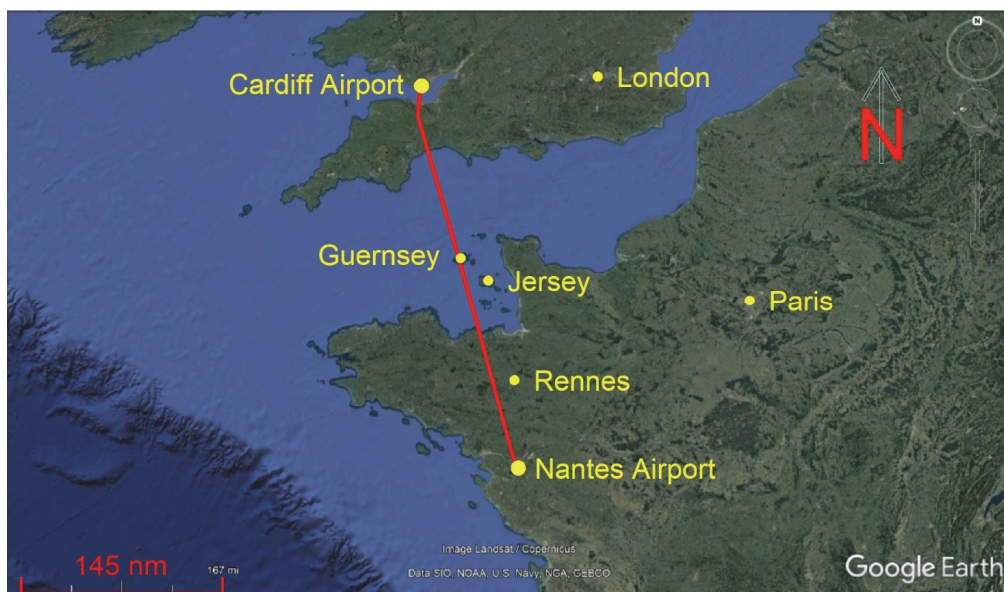 N
Cardiff Airport
London
N
Guernsey
Jersey
Paris
Rennes
Nantes Airport
145 nm
167 mi
Image Landsat / Copernicus
Data SIO, NOAA, U.S. Navy, NGA, GEBCO
Google Earth